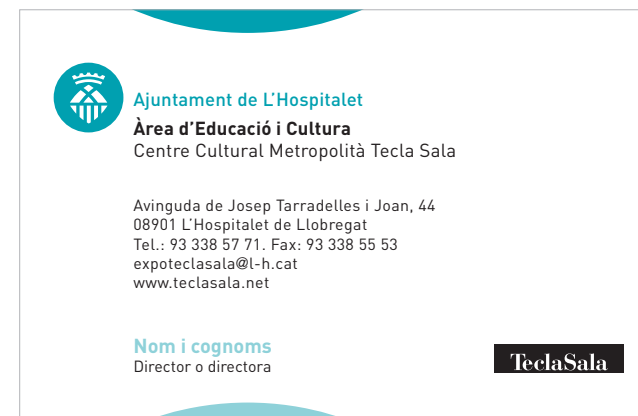 Ajuntament de L'Hospitalet
Àrea d'Educació i Cultura
Centre Cultural Metropolità Tecla Sala
Avinguda de Josep Tarradelles i Joan, 44
08901 L'Hospitalet de Llobregat
Tel.: 93 338 57 71. Fax: 93 338 55 53
expoteclasala@l-h.cat
www.teclasala.net
Nom i cognoms
Director o directora
TeclaSala